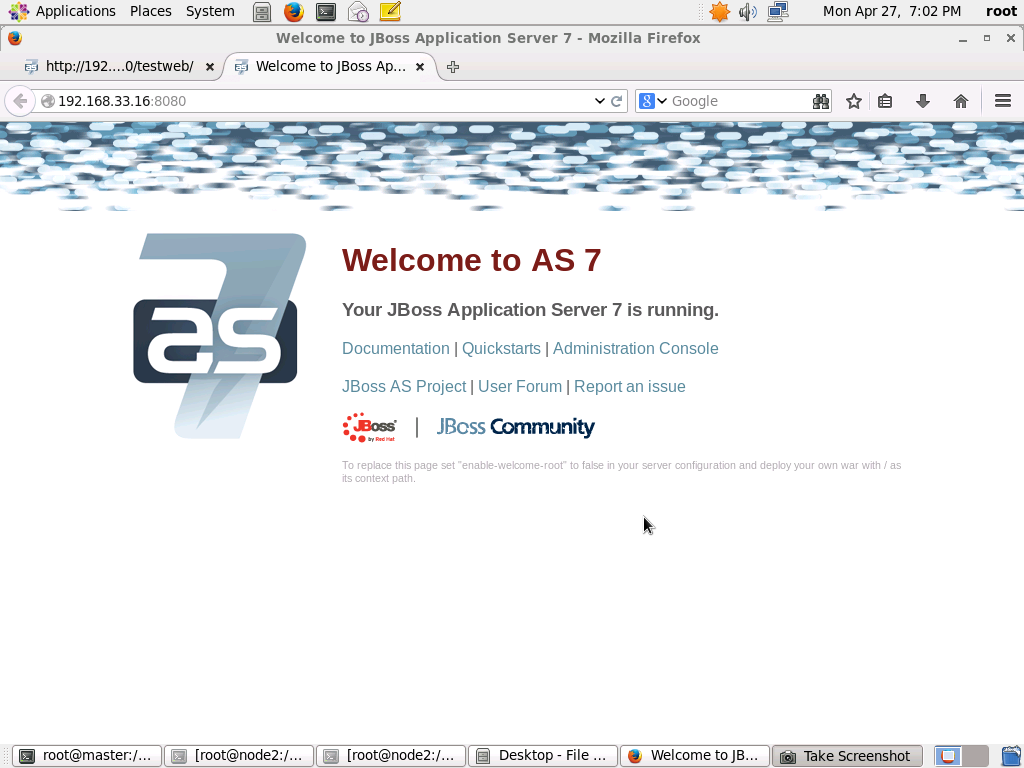 Applications Places System Mon Apr 27, 7:02 PM root
Welcome to JBoss Application Server 7 - Mozilla Firefox
http://192....0/testweb/ Welcome to JBoss Ap...
192.168.33.16:8080 8 Google
as 7
Welcome to AS 7
Your JBoss Application Server 7 is running.
Documentation | Quickstarts | Administration Console
JBoss AS Project | User Forum | Report an issue
JBoss by Red Hat | JBoss Community
To replace this page set "enable-welcome-root" to false in your server configuration and deploy your own war with / as
its context path.
root@master:/... [root@node2:/... [root@node2:/... Desktop - File ... Welcome to JB... Take Screenshot